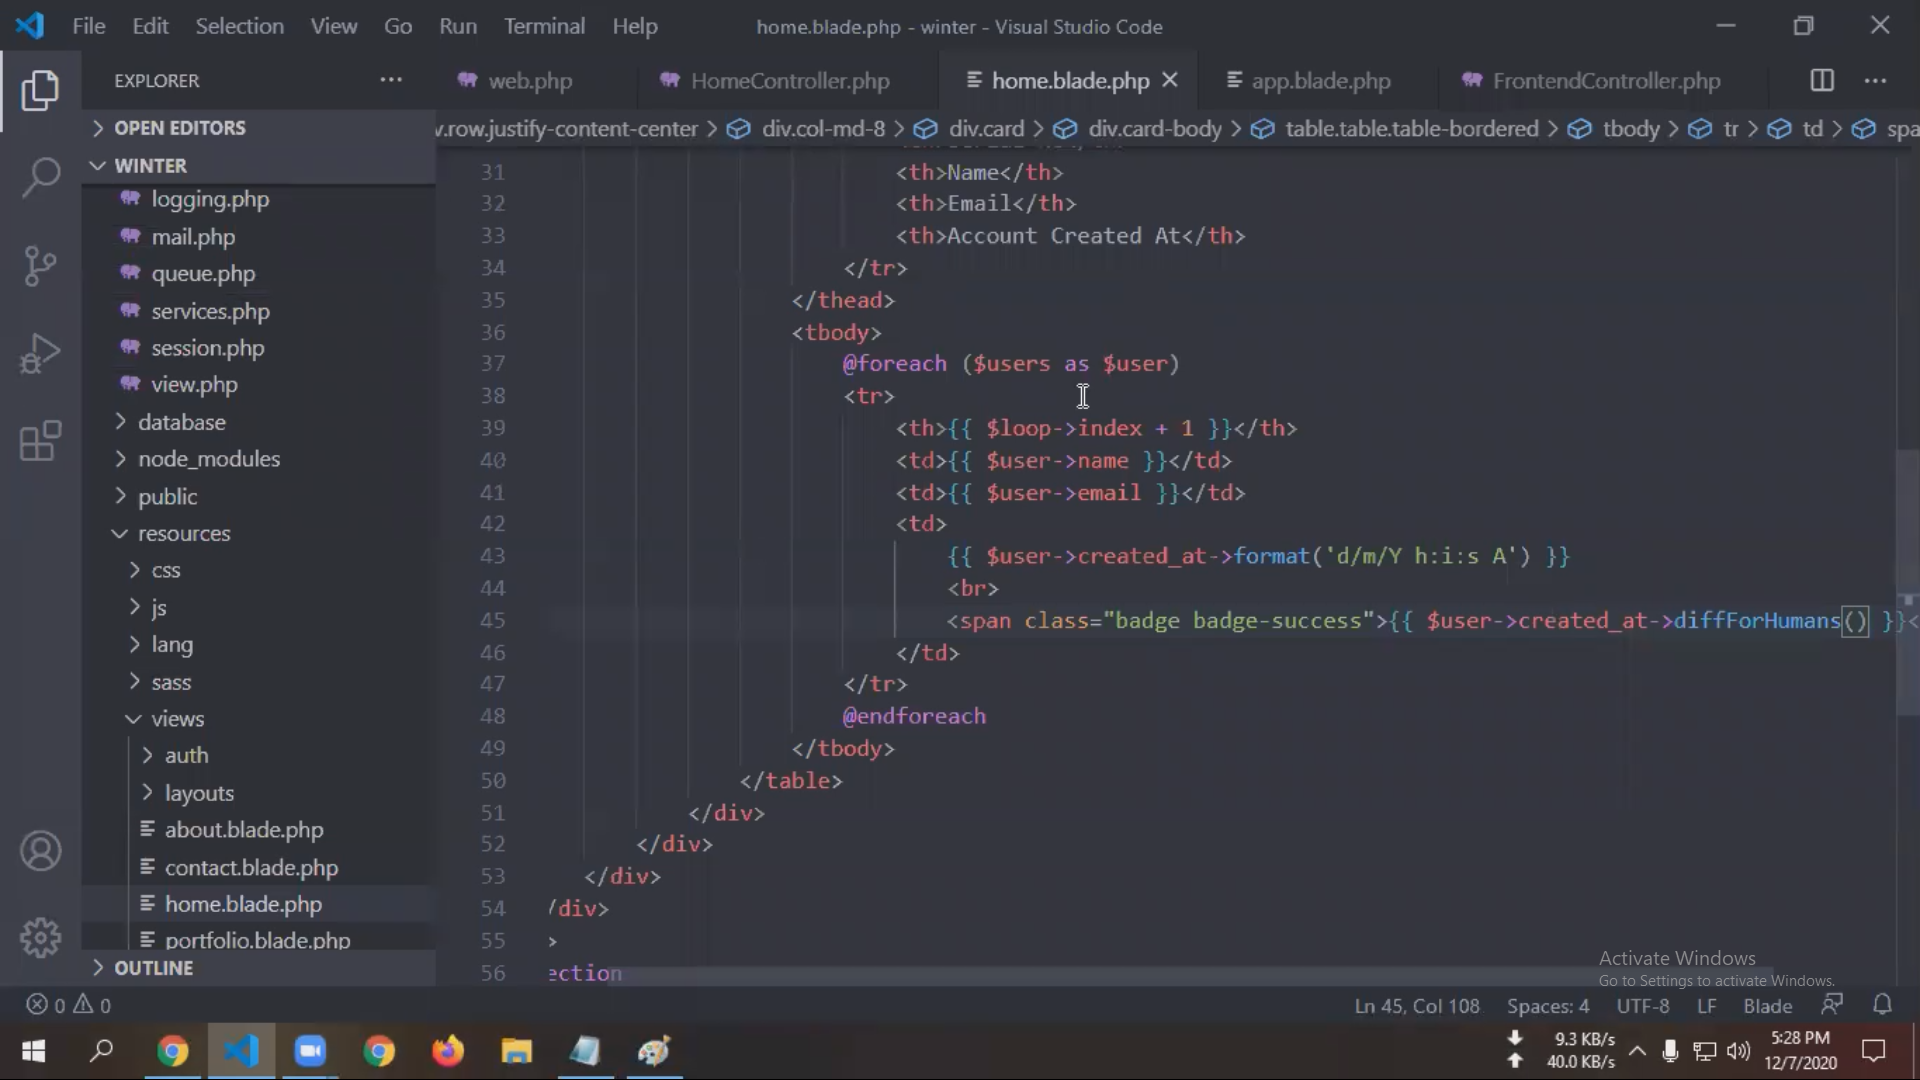 File Edit Selection View Go Run Terminal Help
home.blade.php - winter - Visual Studio Code
EXPLORER
web.php
HomeController.php
home.blade.php
app.blade.php
FrontendController.php
OPEN EDITORS
v.row.justify-content-center > div.col-md-8 > div.card > div.card-body > table.table.table-bordered > tbody > tr > td > spa
WINTER
logging.php
mail.php
queue.php
services.php
session.php
view.php
database
node_modules
public
resources
css
js
lang
sass
views
auth
layouts
about.blade.php
contact.blade.php
home.blade.php
portfolio.blade.php
OUTLINE
31 <th>Name</th>
32 <th>Email</th>
33 <th>Account Created At</th>
34 </tr>
35 </thead>
36 <tbody>
37 @foreach ($users as $user)
38 <tr>
39 <th>{{ $loop->index + 1 }}</th>
40 <td>{{ $user->name }}</td>
41 <td>{{ $user->email }}</td>
42 <td>
43 {{ $user->created_at->format('d/m/Y h:i:s A') }}
44 <br>
45 <span class="badge badge-success">{{ $user->created_at->diffForHumans() }}<
46 </td>
47 </tr>
48 @endforeach
49 </tbody>
50 </table>
51 </div>
52 </div>
53 </div>
54 /div>
55 >
56 ection
Activate Windows
Go to Settings to activate Windows.
0 0
Ln 45, Col 108 Spaces: 4 UTF-8 LF Blade
9.3 KB/s
40.0 KB/s
5:28 PM
12/7/2020